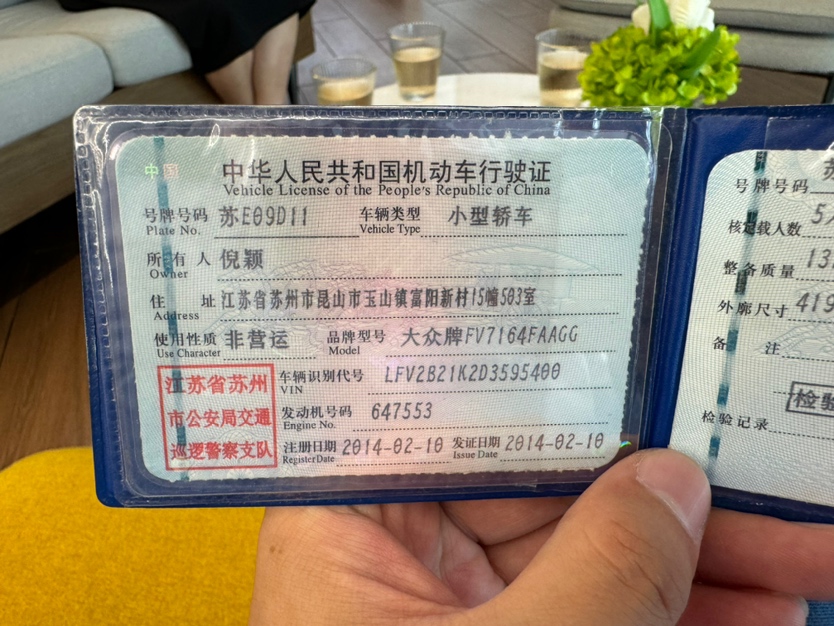 中国
中华人民共和国机动车行驶证
Vehicle License of the People's Republic of China
号牌号码 苏E09D11 车辆类型 小型轿车
Plate No. Vehicle Type
所有人 倪颖
Owner
住址 江苏省苏州市昆山市玉山镇富阳新村15幢503室
Address
使用性质 非营运 品牌型号 大众牌FV7164FAAGG
Use Character Model
江苏省苏州
市公安局交通
巡逻警察支队
车辆识别代号 LFV2B21K2D3595400
VIN
发动机号码 647553
Engine No.
注册日期 2014-02-10 发证日期 2014-02-10
Register Date Issue Date
号牌号码
核定载人数 5
整备质量 13
外廓尺寸 419
备注
检验
检验记录